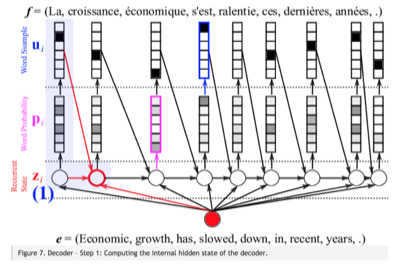 f = (La, croissance, économique, s'est, ralentie, ces, dernières, années, .)
Word Ssample
u_i
Word Probability
p_i
Recurrent State
z_i
(1)
e = (Economic, growth, has, slowed, down, in, recent, years, .)
Figure 7. Decoder - Step 1: Computing the internal hidden state of the decoder.